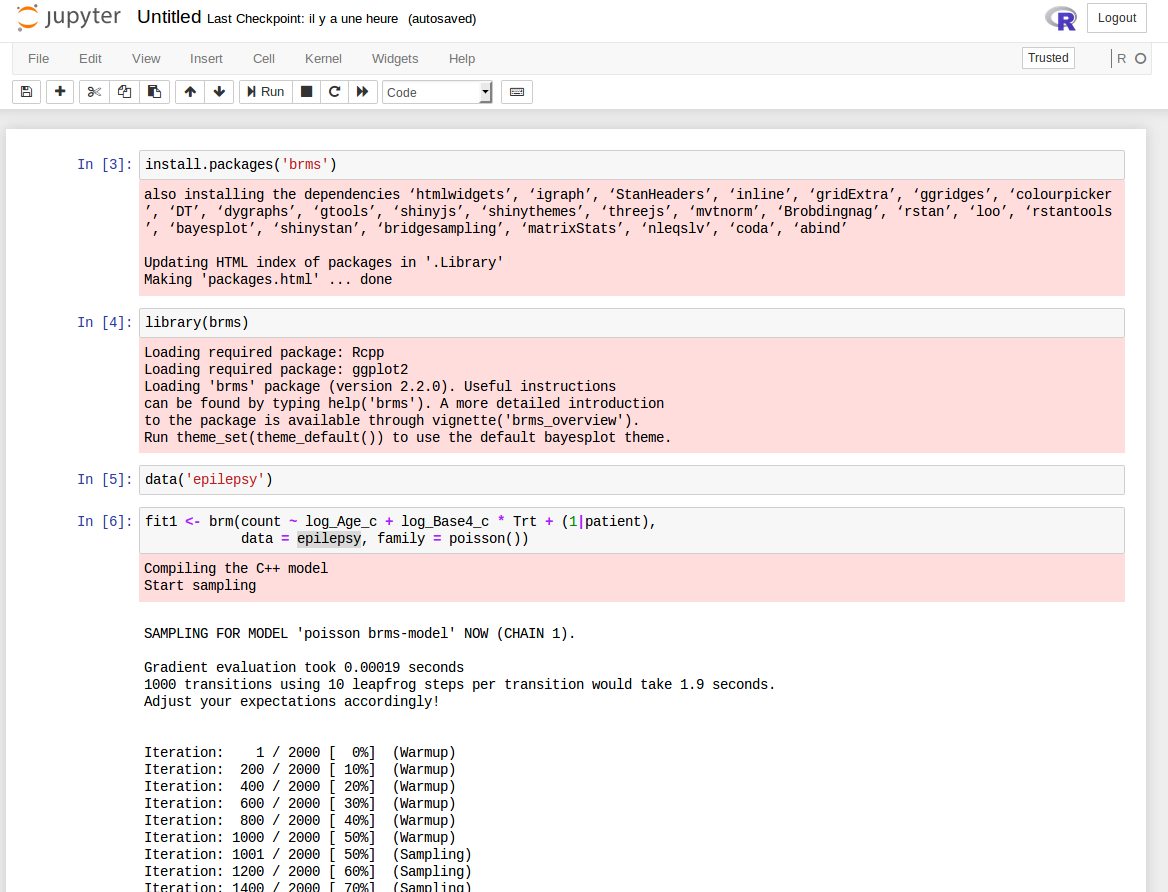 jupyter Untitled Last Checkpoint: il y a une heure (autosaved) R Logout
File Edit View Insert Cell Kernel Widgets Help Trusted R
Run Code
In [3]: install.packages('brms')
also installing the dependencies ‘htmlwidgets’, ‘igraph’, ‘StanHeaders’, ‘inline’, ‘gridExtra’, ‘ggridges’, ‘colourpicker
’, ‘DT’, ‘dygraphs’, ‘gtools’, ‘shinyjs’, ‘shinythemes’, ‘threejs’, ‘mvtnorm’, ‘Brobdingnag’, ‘rstan’, ‘loo’, ‘rstantools
’, ‘bayesplot’, ‘shinystan’, ‘bridgesampling’, ‘matrixStats’, ‘nleqslv’, ‘coda’, ‘abind’
Updating HTML index of packages in '.Library'
Making 'packages.html' ... done
In [4]: library(brms)
Loading required package: Rcpp
Loading required package: ggplot2
Loading 'brms' package (version 2.2.0). Useful instructions
can be found by typing help('brms'). A more detailed introduction
to the package is available through vignette('brms_overview').
Run theme_set(theme_default()) to use the default bayesplot theme.
In [5]: data('epilepsy')
In [6]: fit1 <- brm(count ~ log_Age_c + log_Base4_c * Trt + (1|patient),
data = epilepsy, family = poisson())
Compiling the C++ model
Start sampling
SAMPLING FOR MODEL 'poisson brms-model' NOW (CHAIN 1).
Gradient evaluation took 0.00019 seconds
1000 transitions using 10 leapfrog steps per transition would take 1.9 seconds.
Adjust your expectations accordingly!
Iteration:    1 / 2000 [  0%]  (Warmup)
Iteration:  200 / 2000 [ 10%]  (Warmup)
Iteration:  400 / 2000 [ 20%]  (Warmup)
Iteration:  600 / 2000 [ 30%]  (Warmup)
Iteration:  800 / 2000 [ 40%]  (Warmup)
Iteration: 1000 / 2000 [ 50%]  (Warmup)
Iteration: 1001 / 2000 [ 50%]  (Sampling)
Iteration: 1200 / 2000 [ 60%]  (Sampling)
Iteration: 1400 / 2000 [ 70%]  (Sampling)